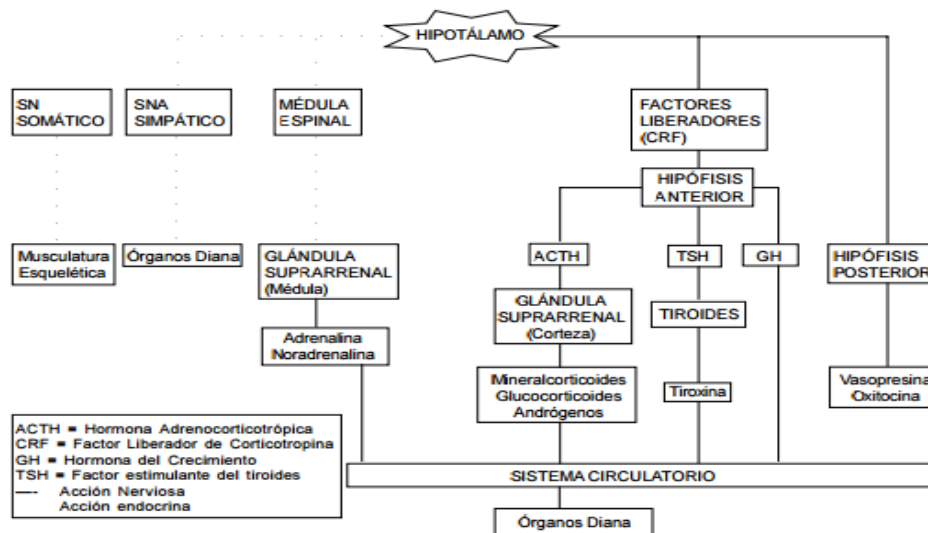 HIPOTÁLAMO
SN
SOMÁTICO
SNA
SIMPÁTICO
MÉDULA
ESPINAL
FACTORES
LIBERADORES
(CRF)
HIPÓFISIS
ANTERIOR
Musculatura
Esquelética
Órganos Diana
GLÁNDULA
SUPRARRENAL
(Médula)
ACTH
TSH
GH
HIPÓFISIS
POSTERIOR
GLÁNDULA
SUPRARRENAL
(Corteza)
TIROIDES
Adrenalina
Noradrenalina
Mineralcorticoides
Glucocorticoides
Andrógenos
Tiroxina
Vasopresina
Oxitocina
ACTH = Hormona Adrenocorticotrópica
CRF = Factor Liberador de Corticotropina
GH = Hormona del Crecimiento
TSH = Factor estimulante del tiroides
—- Acción Nerviosa
Acción endocrina
SISTEMA CIRCULATORIO
Órganos Diana